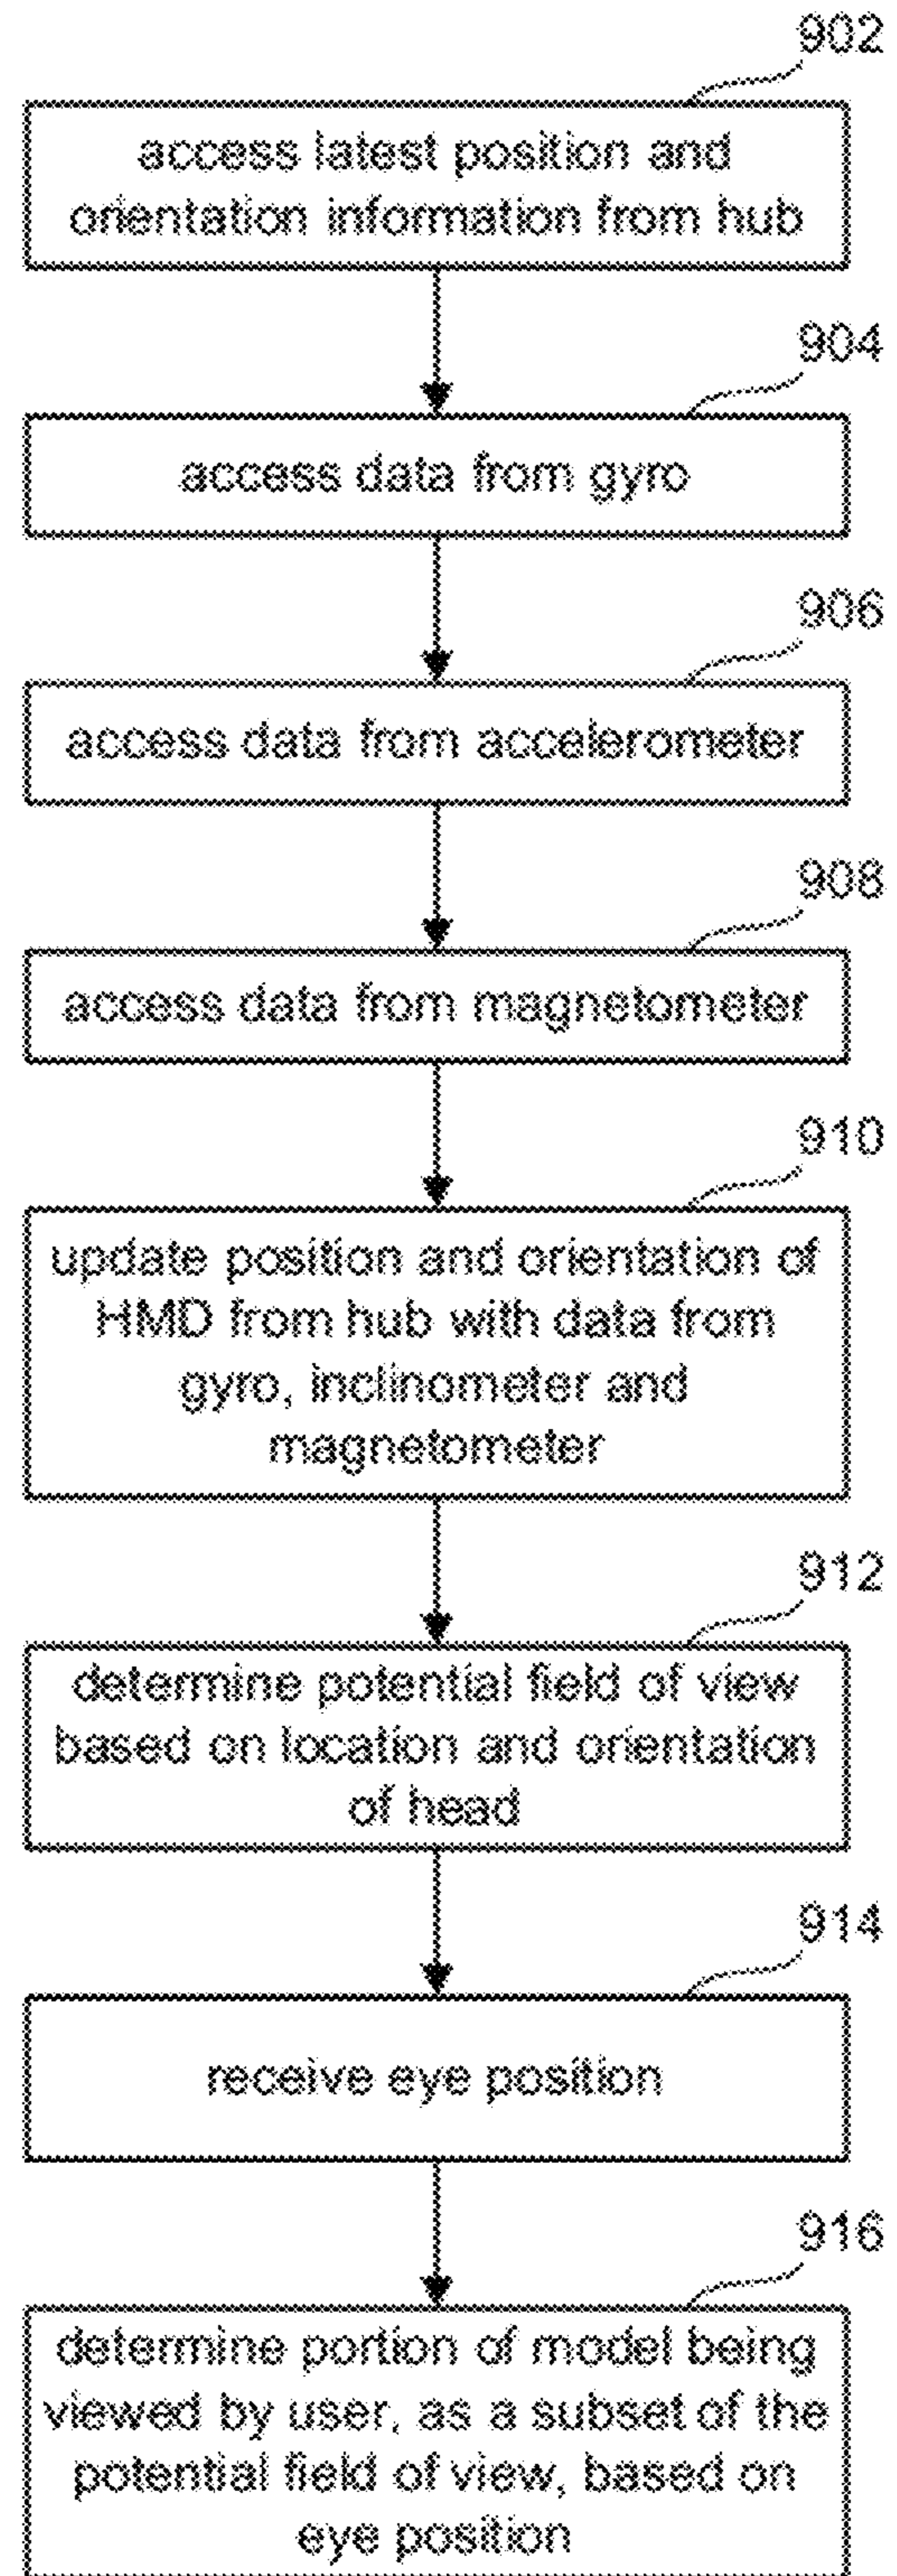 902
access latest position and
orientation information from hub
904
access data from gyro
906
access data from accelerometer
908
access data from magnetometer
910
update position and orientation of
HMD from hub with data from
gyro, inclinometer and
magnetometer
912
determine potential field of view
based on location and orientation
of head
914
receive eye position
916
determine portion of model being
viewed by user, as a subset of the
potential field of view, based on
eye position